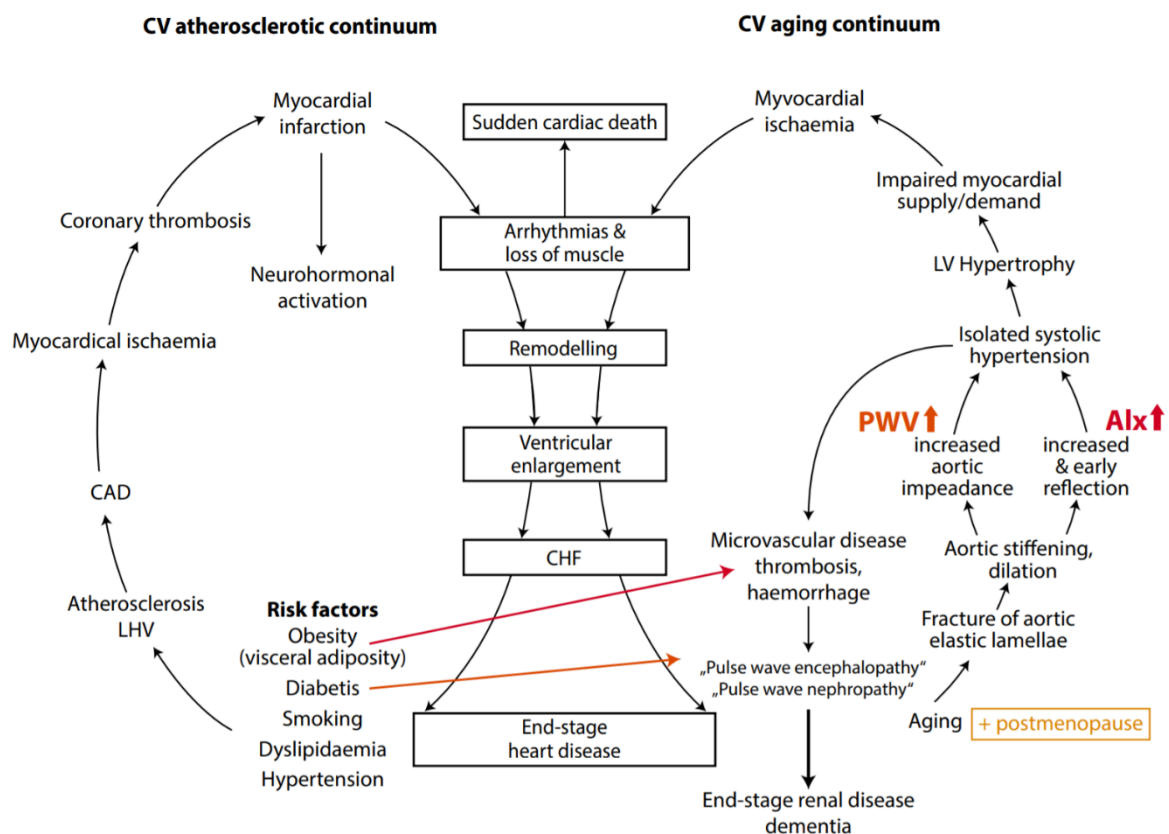 CV atherosclerotic continuum
CV aging continuum
Myocardial
infarction
Sudden cardiac death
Myvocardial
ischaemia
Impaired myocardial
supply/demand
Coronary thrombosis
Arrhythmias &
loss of muscle
Neurohormonal
activation
LV Hypertrophy
Myocardical ischaemia
Remodelling
Isolated systolic
hypertension
PWV
AIx
increased
aortic
impeadance
increased
& early
reflection
Ventricular
enlargement
CAD
CHF
Microvascular disease
thrombosis,
haemorrhage
Aortic stiffening,
dilation
Atherosclerosis
LHV
Risk factors
Obesity
(visceral adiposity)
Diabetis
Smoking
Dyslipidaemia
Hypertension
Fracture of aortic
elastic lamellae
„Pulse wave encephalopathy“
„Pulse wave nephropathy“
Aging
+ postmenopause
End-stage
heart disease
End-stage renal disease
dementia